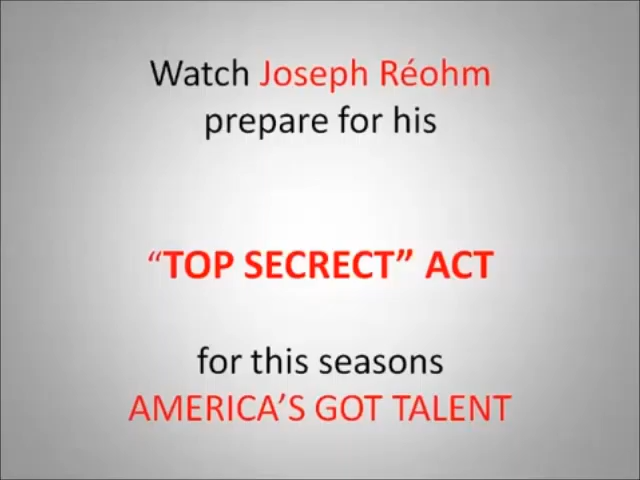 Watch Joseph Réohm
prepare for his
“TOP SECRECT” ACT
for this seasons
AMERICA’S GOT TALENT